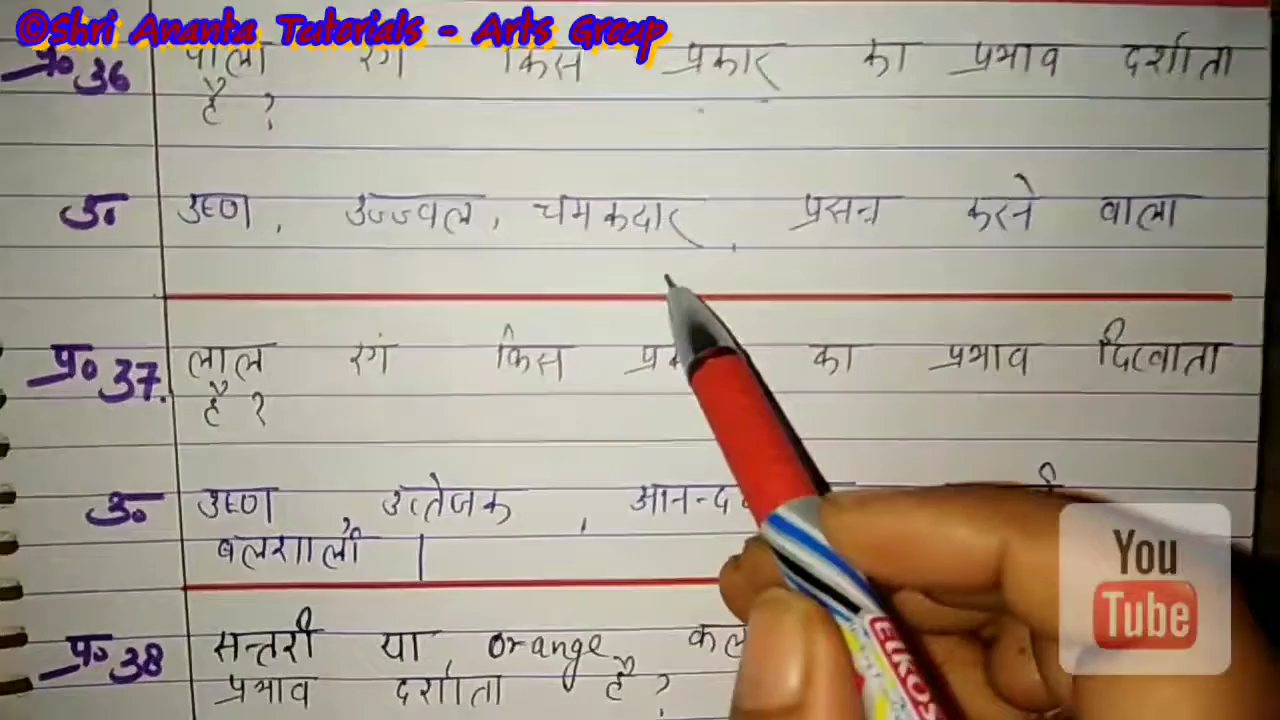 ©Shri Ananta Tutorials - Arts Group
प्र० 36 पीला रंग किस प्रकार का प्रभाव दर्शाता
है ?
उ० उष्ण, उज्ज्वल, चमकदार, प्रसन्न करने वाला
प्र० 37. लाल रंग किस का प्रभाव दिखाता
है ?
उ० उष्ण, उत्तेजक,
बलशाली ।
प्र० 38 सन्तरी या orange
प्रभाव दर्शाता है ?
You
Tube
ELKOS